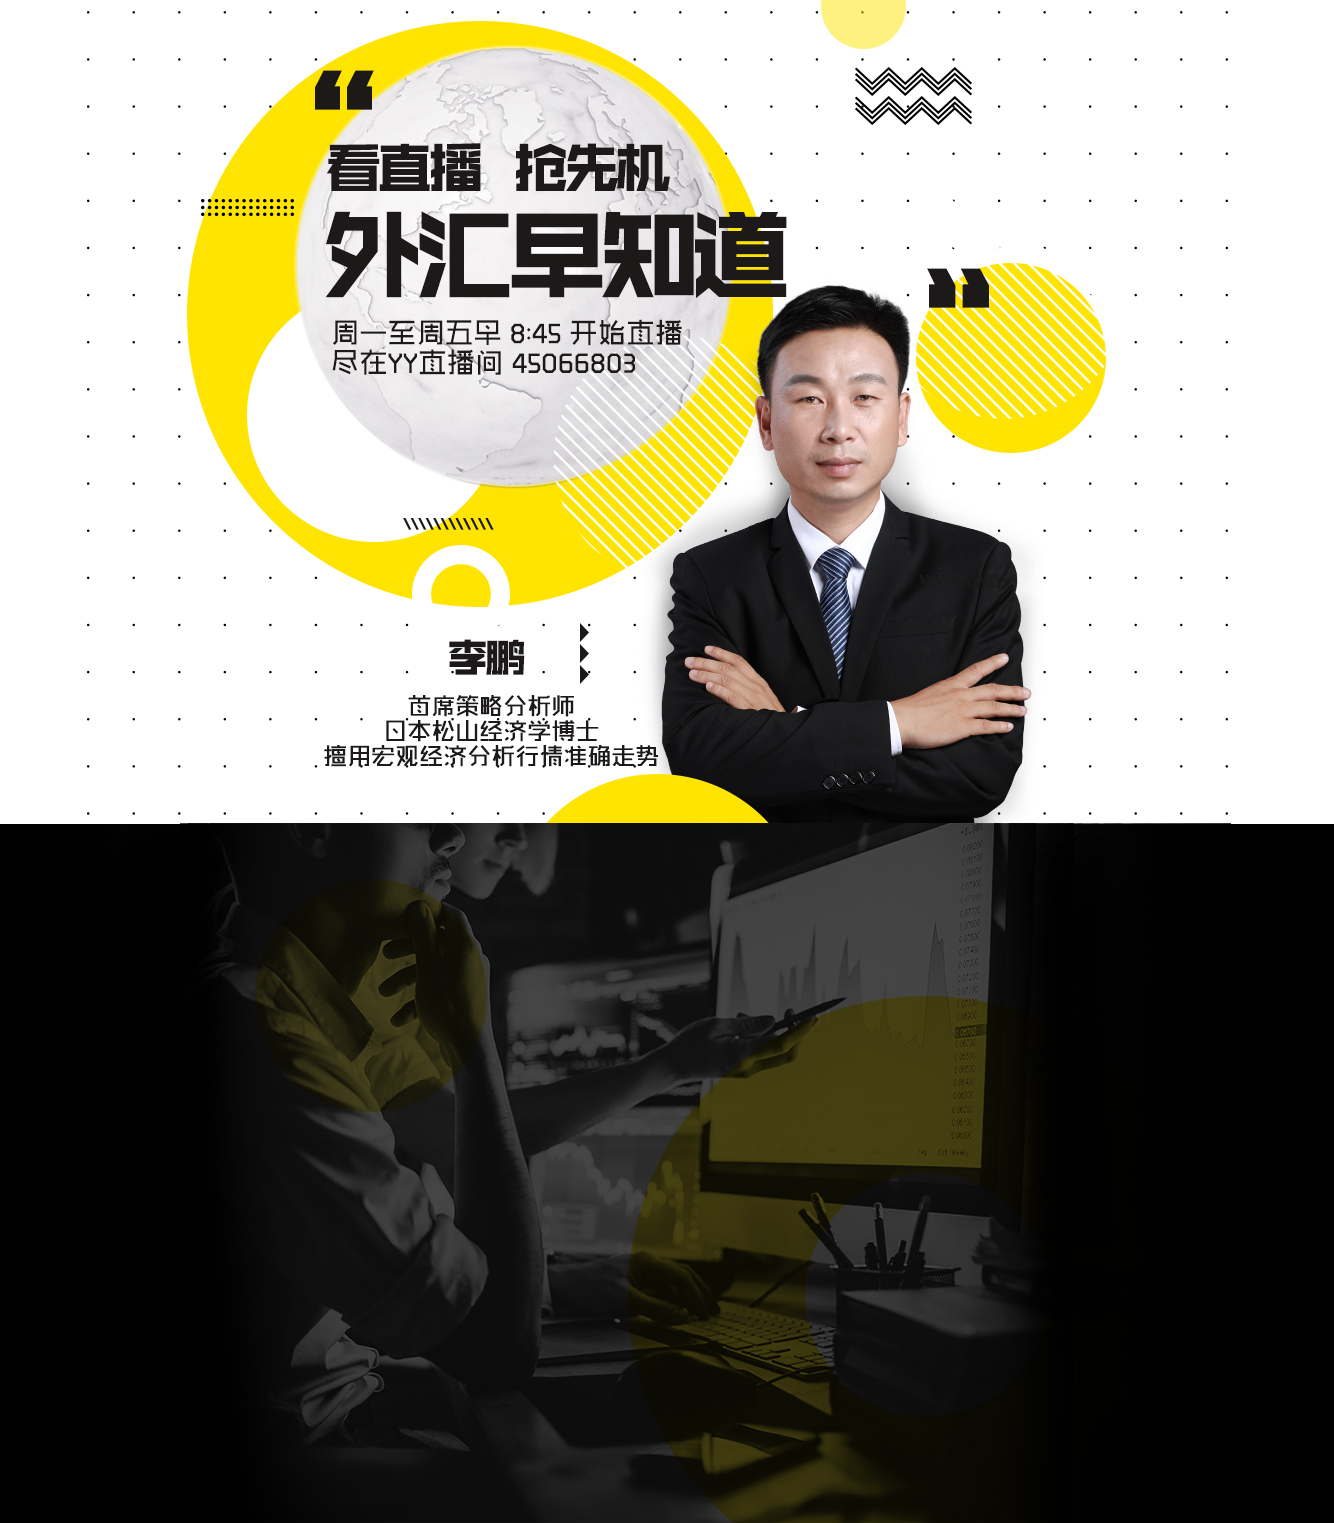 看直播 抢先机
外汇早知道
周一至周五早 8:45 开始直播
尽在YY直播间 45066803
李鹏
首席策略分析师
日本松山经济学博士
擅用宏观经济分析行情准确走势